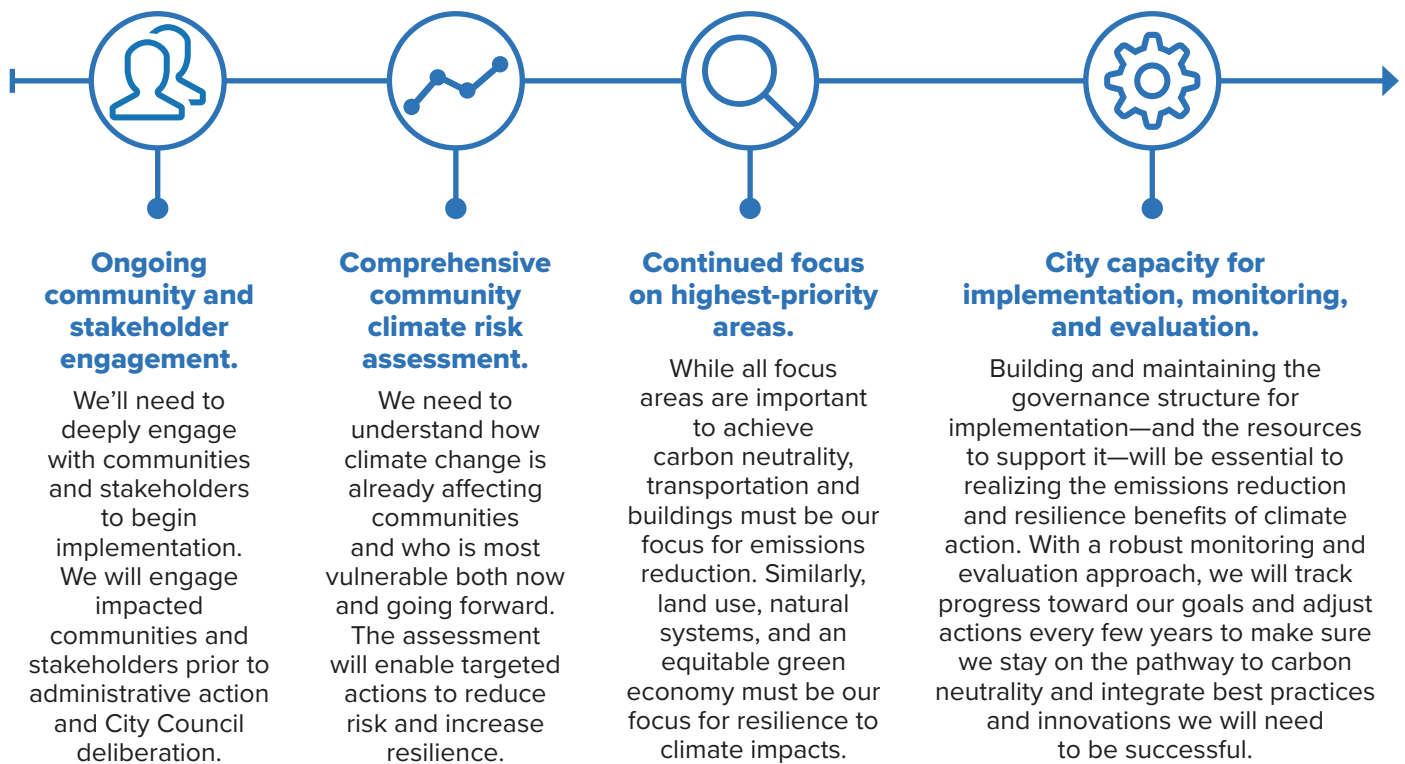 Ongoing
community and
stakeholder
engagement.
We’ll need to
deeply engage
with communities
and stakeholders
to begin
implementation.
We will engage
impacted
communities and
stakeholders prior to
administrative action
and City Council
deliberation.
Comprehensive
community
climate risk
assessment.
We need to
understand how
climate change is
already affecting
communities
and who is most
vulnerable both now
and going forward.
The assessment
will enable targeted
actions to reduce
risk and increase
resilience.
Continued focus
on highest-priority
areas.
While all focus
areas are important
to achieve
carbon neutrality,
transportation and
buildings must be our
focus for emissions
reduction. Similarly,
land use, natural
systems, and an
equitable green
economy must be our
focus for resilience to
climate impacts.
City capacity for
implementation, monitoring,
and evaluation.
Building and maintaining the
governance structure for
implementation—and the resources
to support it—will be essential to
realizing the emissions reduction
and resilience benefits of climate
action. With a robust monitoring and
evaluation approach, we will track
progress toward our goals and adjust
actions every few years to make sure
we stay on the pathway to carbon
neutrality and integrate best practices
and innovations we will need
to be successful.